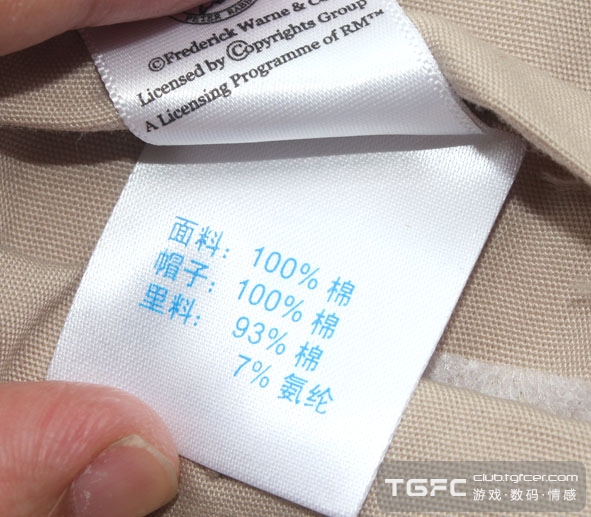 ©Frederick Warne & Co
Licensed by ©opyrights Group
A Licensing Programme of RM™
面料: 100% 棉
帽子: 100% 棉
里料: 93% 棉
7% 氨纶
TGFC club.tgfcer.com
游戏·数码·情感